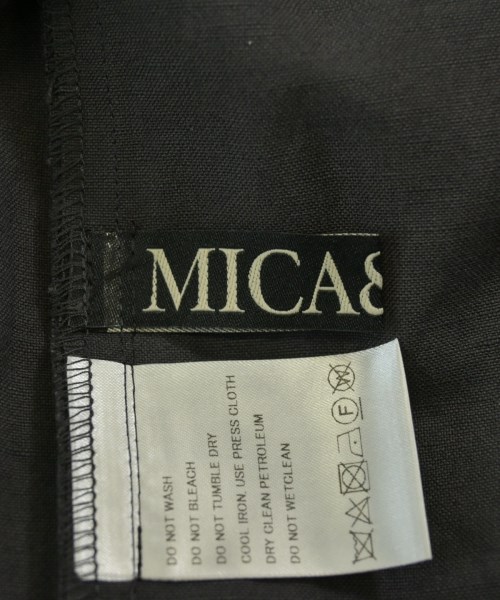 MICA&
DO NOT WASH
DO NOT BLEACH
DO NOT TUMBLE DRY
COOL IRON. USE PRESS CLOTH
DRY CLEAN PETROLEUM
DO NOT WETCLEAN